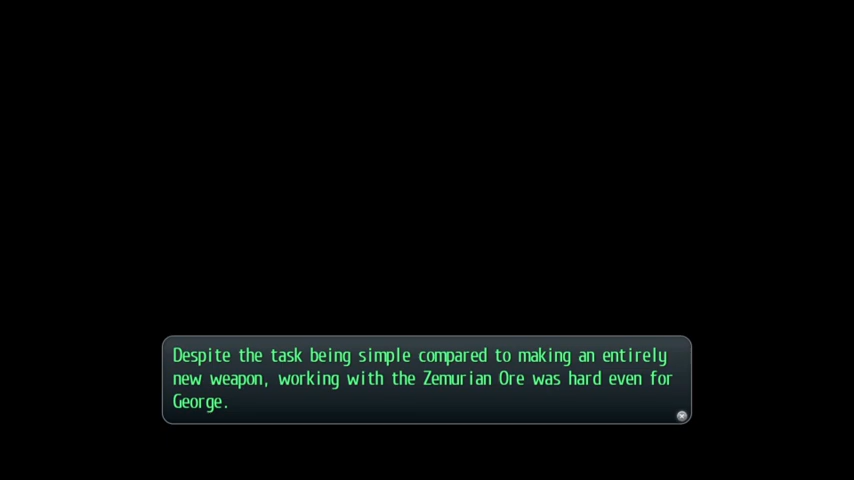 Despite the task being simple compared to making an entirely
new weapon, working with the Zemurian Ore was hard even for
George.